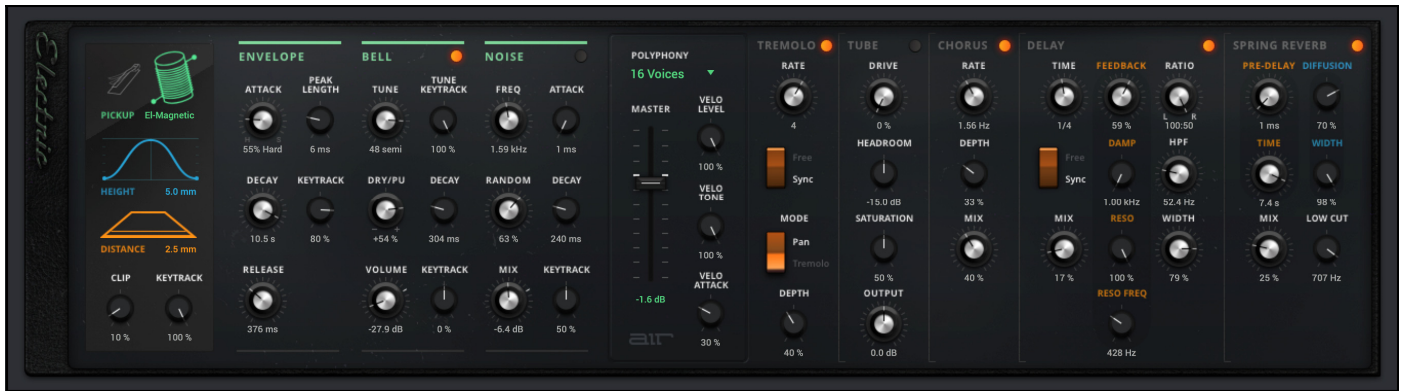 Electric
PICKUP El-Magnetic
HEIGHT 5.0 mm
DISTANCE 2.5 mm
CLIP KEYTRACK
10 % 100 %
ENVELOPE
ATTACK PEAK LENGTH
H S
55% Hard 6 ms
DECAY KEYTRACK
10.5 s 80 %
RELEASE
376 ms
BELL
TUNE TUNE KEYTRACK
48 semi 100 %
DRY/PU DECAY
+54 % 304 ms
VOLUME KEYTRACK
-27.9 dB 0 %
NOISE
FREQ ATTACK
1.59 kHz 1 ms
RANDOM DECAY
63 % 240 ms
MIX KEYTRACK
-6.4 dB 50 %
POLYPHONY
16 Voices
MASTER
-1.6 dB
air
VELO
LEVEL
100 %
VELO
TONE
100 %
VELO
ATTACK
30 %
TREMOLO
RATE
4
Free
Sync
MODE
Pan
Tremolo
DEPTH
40 %
TUBE
DRIVE
0 %
HEADROOM
-15.0 dB
SATURATION
50 %
OUTPUT
0.0 dB
CHORUS
RATE
1.56 Hz
DEPTH
33 %
MIX
40 %
DELAY
TIME FEEDBACK RATIO
L R
1/4 59 % 100:50
Free
Sync
DAMP HPF
1.00 kHz 52.4 Hz
MIX RESO WIDTH
17 % 100 % 79 %
RESO FREQ
428 Hz
SPRING REVERB
PRE-DELAY DIFFUSION
1 ms 70 %
TIME WIDTH
7.4 s 98 %
MIX LOW CUT
25 % 707 Hz